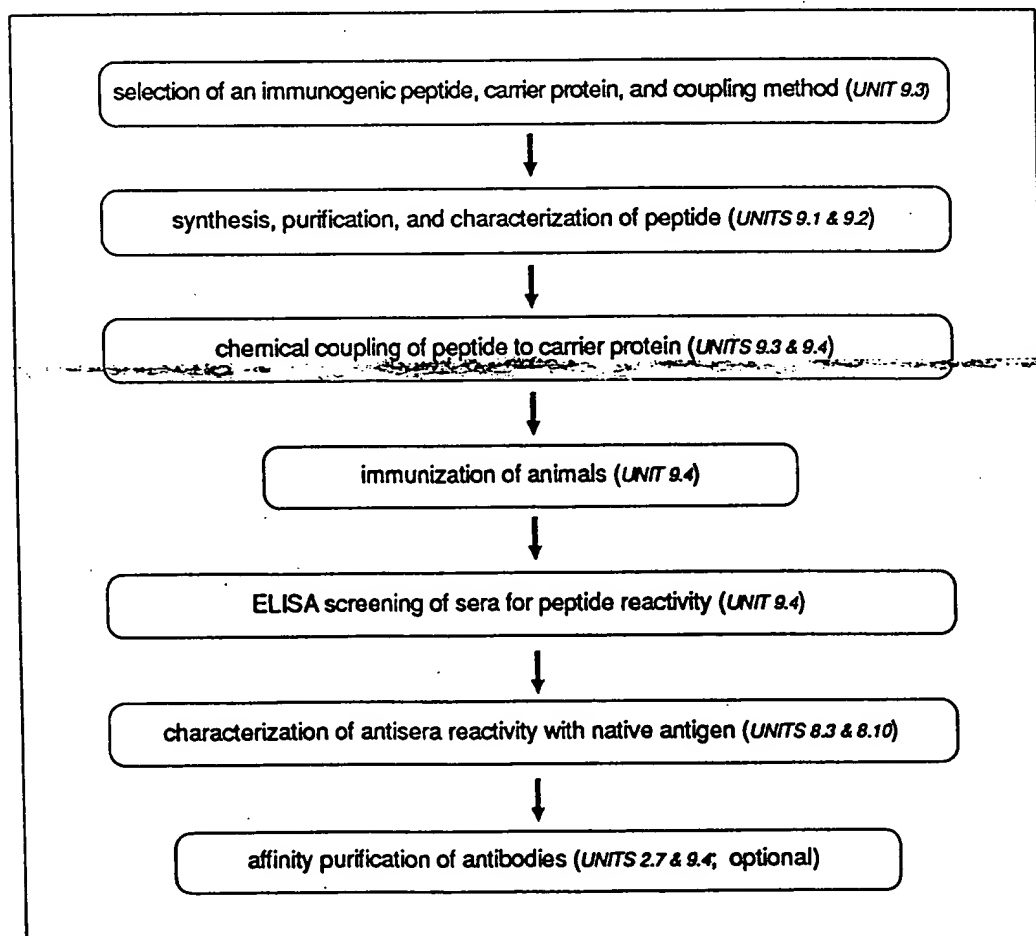 selection of an immunogenic peptide, carrier protein, and coupling method (UNIT 9.3)
synthesis, purification, and characterization of peptide (UNITS 9.1 & 9.2)
chemical coupling of peptide to carrier protein (UNITS 9.3 & 9.4)
immunization of animals (UNIT 9.4)
ELISA screening of sera for peptide reactivity (UNIT 9.4)
characterization of antisera reactivity with native antigen (UNITS 8.3 & 8.10)
affinity purification of antibodies (UNITS 2.7 & 9.4; optional)